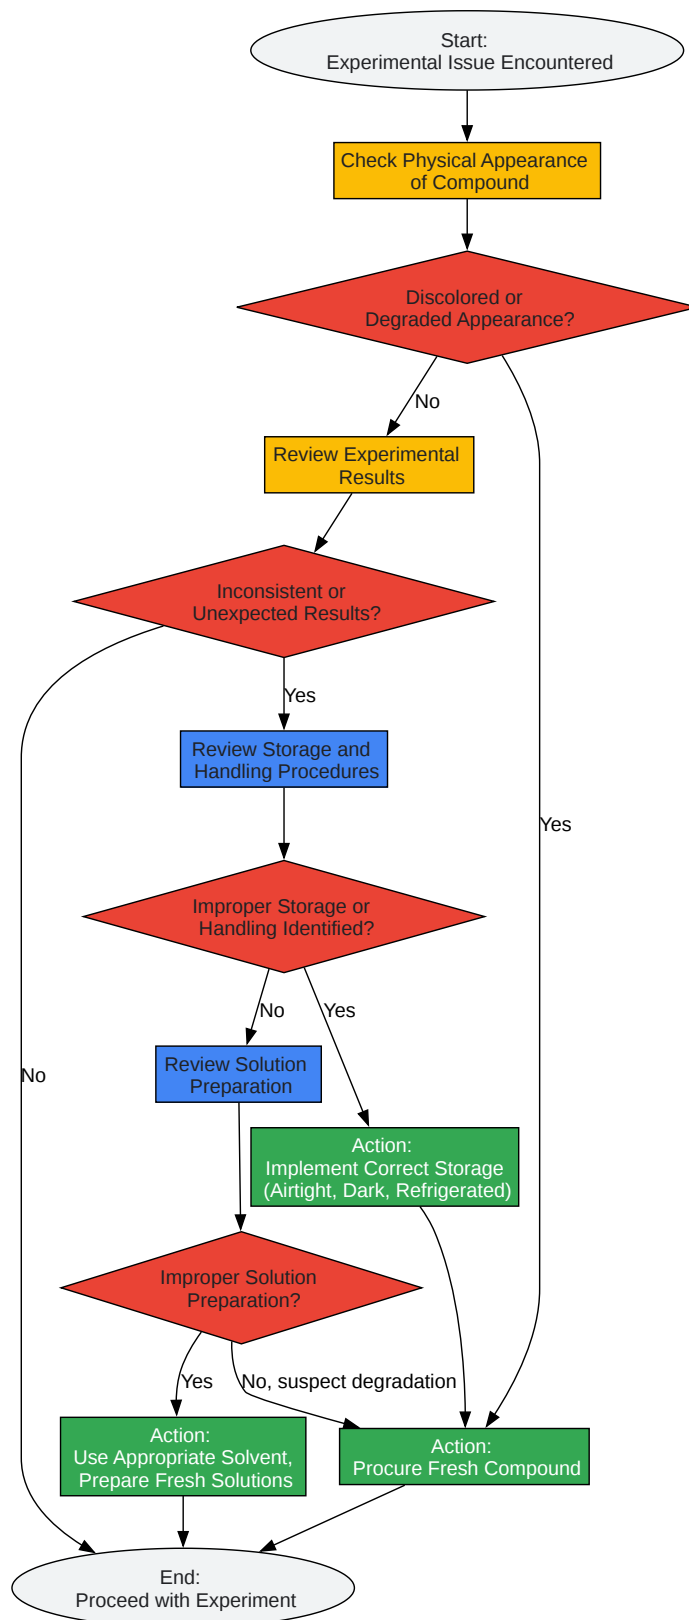 Start:
Experimental Issue Encountered
Check Physical Appearance
of Compound
Discolored or
Degraded Appearance?
No
Review Experimental
Results
Inconsistent or
Unexpected Results?
Yes
Review Storage and
Handling Procedures
Yes
Improper Storage or
Handling Identified?
No
Yes
Review Solution
Preparation
No
Action:
Implement Correct Storage
(Airtight, Dark, Refrigerated)
Improper Solution
Preparation?
Yes
No, suspect degradation
Action:
Use Appropriate Solvent,
Prepare Fresh Solutions
Action:
Procure Fresh Compound
End:
Proceed with Experiment